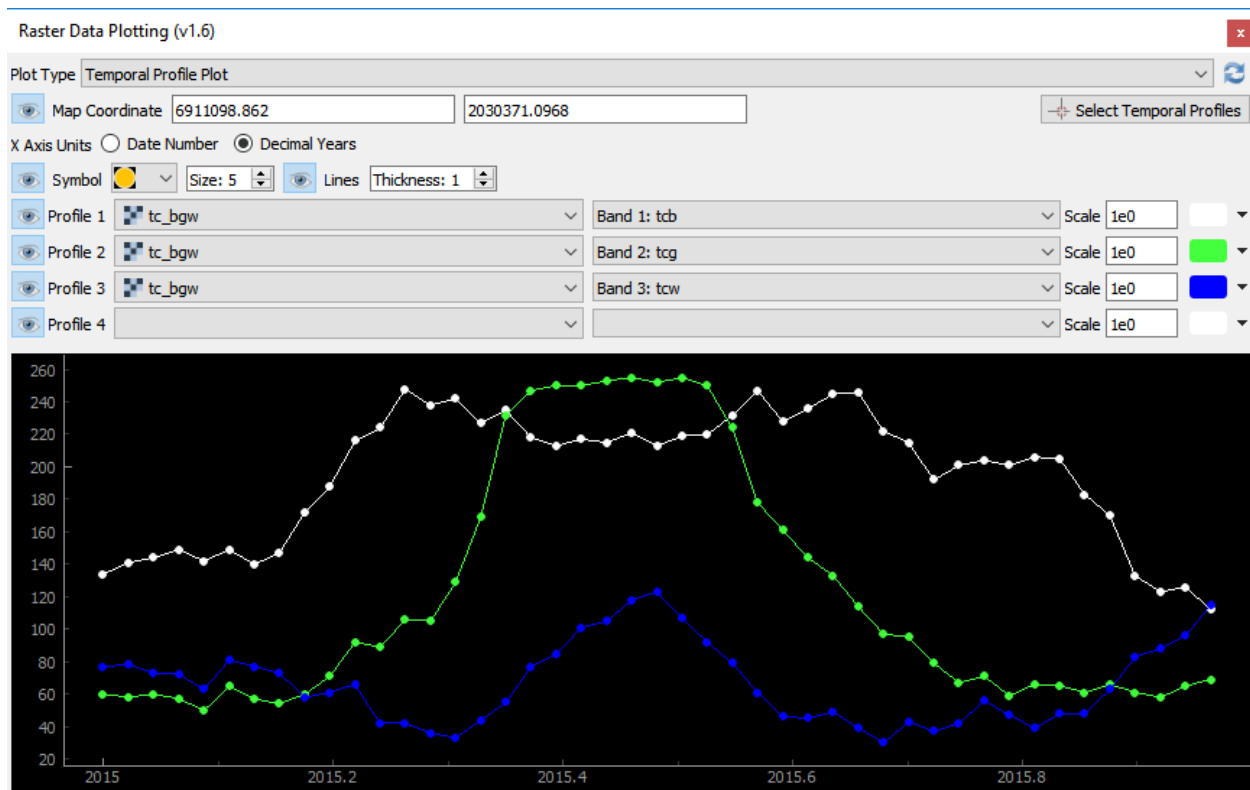 Raster Data Plotting (v1.6)
x
Plot Type Temporal Profile Plot
Map Coordinate 6911098.862 2030371.0968 Select Temporal Profiles
X Axis Units Date Number Decimal Years
Symbol Size: 5 Lines Thickness: 1
Profile 1 tc_bgw Band 1: tcb Scale 1e0
Profile 2 tc_bgw Band 2: tcg Scale 1e0
Profile 3 tc_bgw Band 3: tcw Scale 1e0
Profile 4 Scale 1e0
260
240
220
200
180
160
140
120
100
80
60
40
20
2015 2015.2 2015.4 2015.6 2015.8